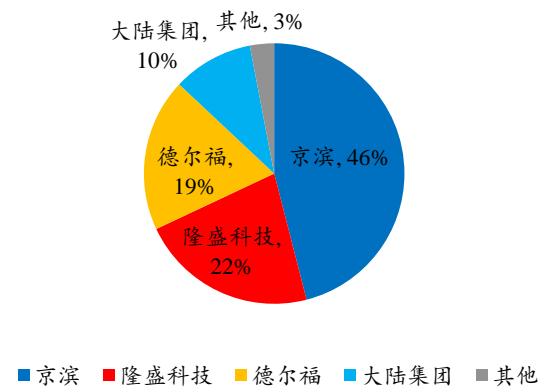 其他, 3%
大陆集团,
10%
京滨, 46%
德尔福,
19%
隆盛科技,
22%
京滨 隆盛科技 德尔福 大陆集团 其他